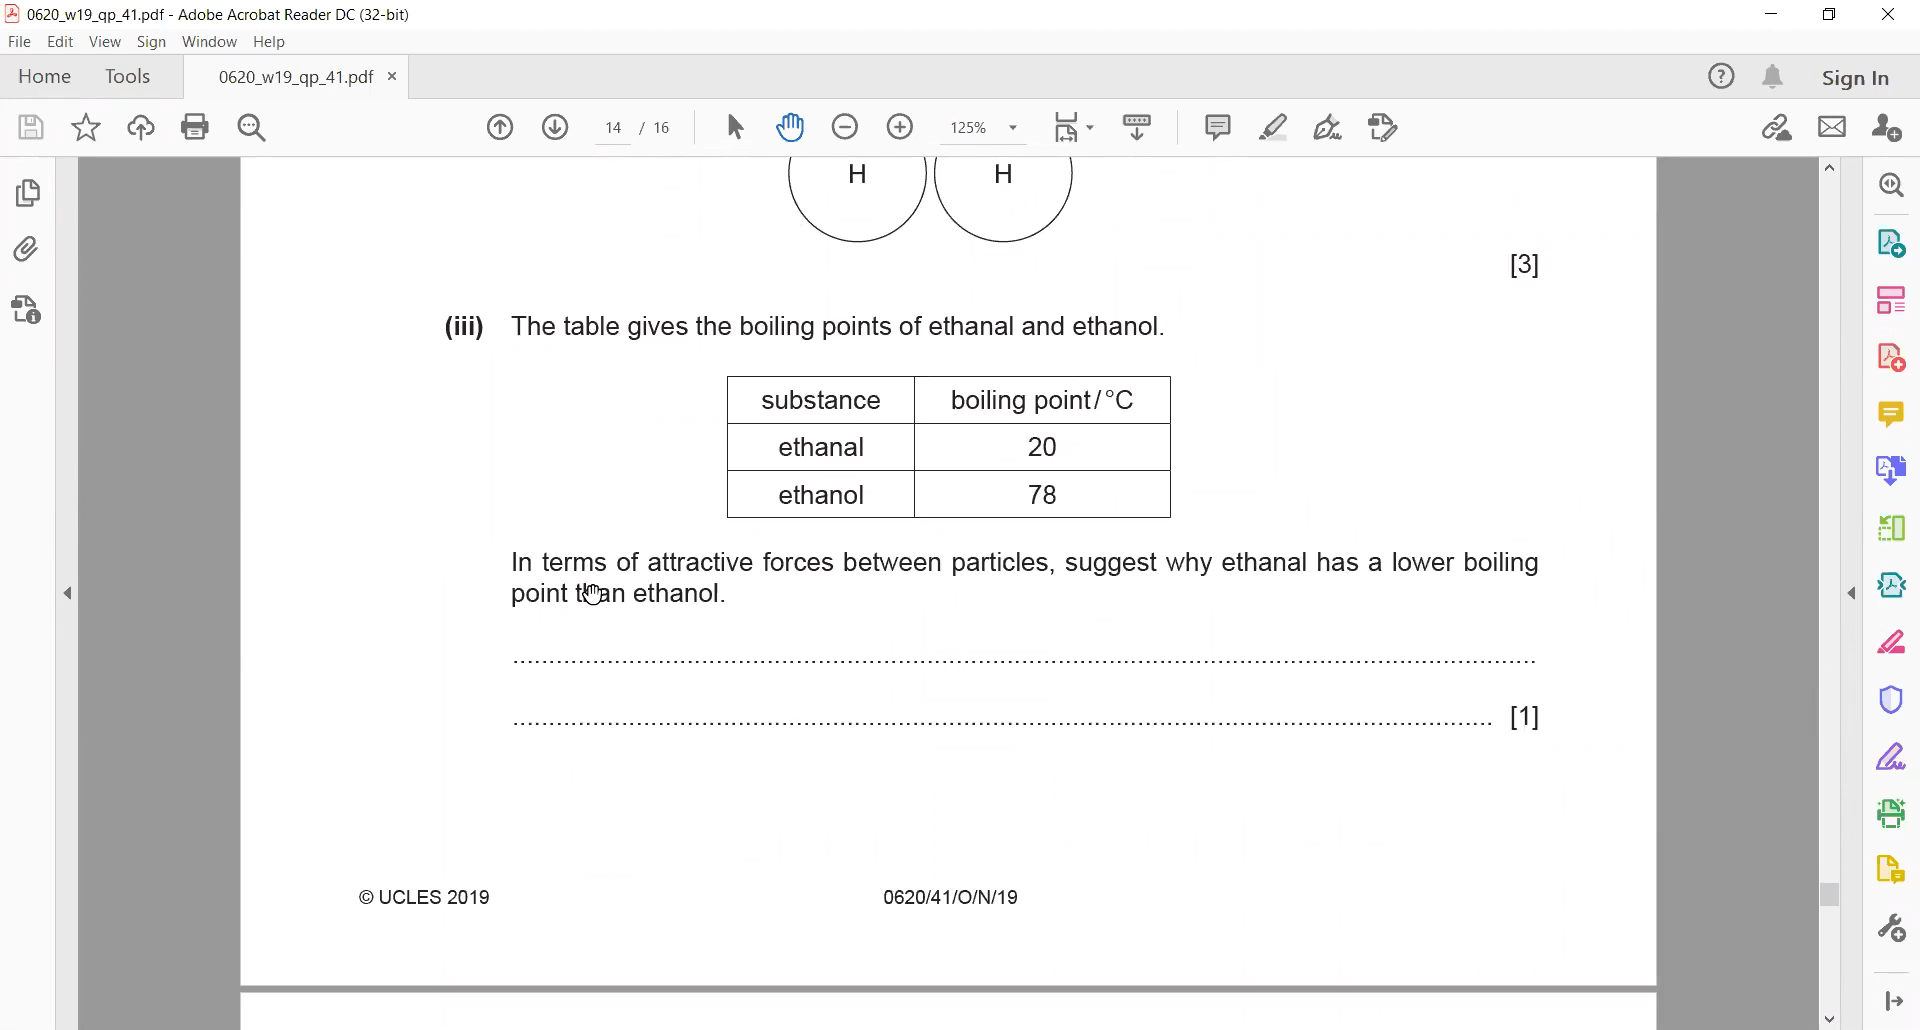 0620_w19_qp_41.pdf - Adobe Acrobat Reader DC (32-bit)
File Edit View Sign Window Help
Home Tools 0620_w19_qp_41.pdf × Sign In
14 / 16 125%
H H
[3]
(iii) The table gives the boiling points of ethanal and ethanol.
substance boiling point / °C
ethanal 20
ethanol 78
In terms of attractive forces between particles, suggest why ethanal has a lower boiling
point than ethanol.
................................................................................
................................................................................ [1]
© UCLES 2019 0620/41/O/N/19